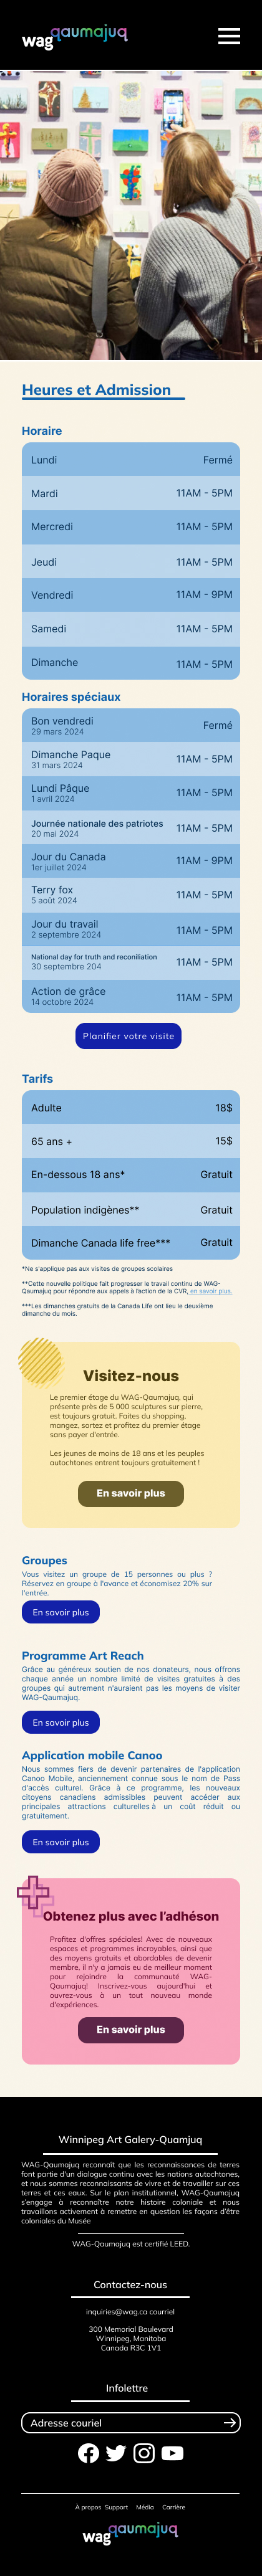 wag qaumajuq
Heures et Admission
Horaire
Lundi Fermé
Mardi 11AM - 5PM
Mercredi 11AM - 5PM
Jeudi 11AM - 5PM
Vendredi 11AM - 9PM
Samedi 11AM - 5PM
Dimanche 11AM - 5PM
Horaires spéciaux
Bon vendredi Fermé
29 mars 2024
Dimanche Paque 11AM - 5PM
31 mars 2024
Lundi Pâque 11AM - 5PM
1 avril 2024
Journée nationale des patriotes 11AM - 5PM
20 mai 2024
Jour du Canada 11AM - 9PM
1er juillet 2024
Terry fox 11AM - 5PM
5 août 2024
Jour du travail 11AM - 5PM
2 septembre 2024
National day for truth and reconiliation 11AM - 5PM
30 septembre 204
Action de grâce 11AM - 5PM
14 octobre 2024
Planifier votre visite
Tarifs
Adulte 18$
65 ans + 15$
En-dessous 18 ans* Gratuit
Population indigènes** Gratuit
Dimanche Canada life free*** Gratuit
*Ne s'applique pas aux visites de groupes scolaires
**Cette nouvelle politique fait progresser le travail continu de WAG-
Qaumajuq pour répondre aux appels à l'action de la CVR, en savoir plus.
***Les dimanches gratuits de la Canada Life ont lieu le deuxième
dimanche du mois.
Visitez-nous
Le premier étage du WAG-Qaumajuq, qui
présente près de 5 000 sculptures sur pierre,
est toujours gratuit. Faites du shopping,
mangez, sortez et profitez du premier étage
sans payer d'entrée.
Les jeunes de moins de 18 ans et les peuples
autochtones entrent toujours gratuitement !
En savoir plus
Groupes
Vous visitez un groupe de 15 personnes ou plus ?
Réservez en groupe à l'avance et économisez 20% sur
l'entrée.
En savoir plus
Programme Art Reach
Grâce au généreux soutien de nos donateurs, nous offrons
chaque année un nombre limité de visites gratuites à des
groupes qui autrement n'auraient pas les moyens de visiter
WAG-Qaumajuq.
En savoir plus
Application mobile Canoo
Nous sommes fiers de devenir partenaires de l'application
Canoo Mobile, anciennement connue sous le nom de Pass
d'accès culturel. Grâce à ce programme, les nouveaux
citoyens canadiens admissibles peuvent accéder aux
principales attractions culturelles à un coût réduit ou
gratuitement.
En savoir plus
Obtenez plus avec l'adhéson
Profitez d'offres spéciales! Avec de nouveaux
espaces et programmes incroyables, ainsi que
des moyens gratuits et abordables de devenir
membre, il n'y a jamais eu de meilleur moment
pour rejoindre la communauté WAG-
Qaumajuq! Inscrivez-vous aujourd'hui et
ouvrez-vous à un tout nouveau monde
d'expériences.
En savoir plus
Winnipeg Art Galery-Quamjuq
WAG-Qaumajuq reconnaît que les reconnaissances de terres
font partie d'un dialogue continu avec les nations autochtones,
et nous sommes reconnaissants de vivre et de travailler sur ces
terres et ces eaux. Sur le plan institutionnel, WAG-Qaumajuq
s'engage à reconnaître notre histoire coloniale et nous
travaillons activement à remettre en question les façons d'être
coloniales du Musée
WAG-Qaumajuq est certifié LEED.
Contactez-nous
inquiries@wag.ca courriel
300 Memorial Boulevard
Winnipeg, Manitoba
Canada R3C 1V1
Infolettre
Adresse couriel
À propos Support Média Carrière
wag qaumajuq